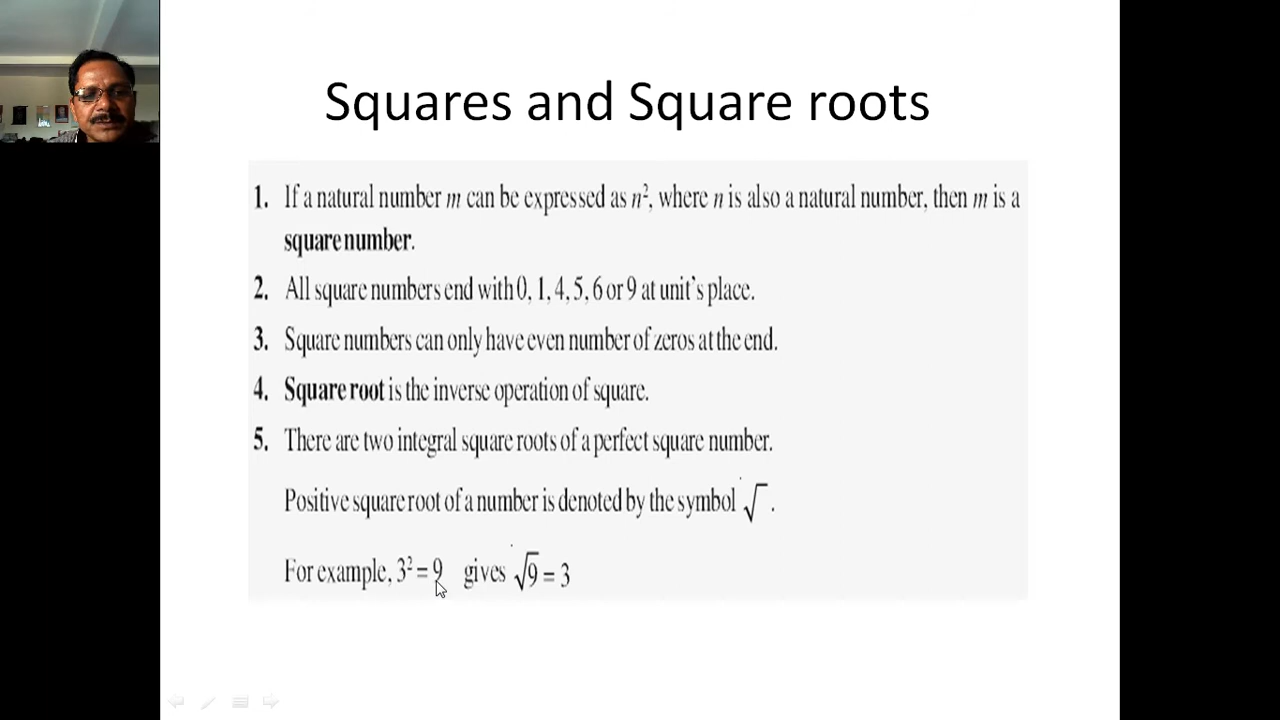 Squares and Square roots
1. If a natural number m can be expressed as n², where n is also a natural number, then m is a
square number.
2. All square numbers end with 0, 1, 4, 5, 6 or 9 at unit's place.
3. Square numbers can only have even number of zeros at the end.
4. Square root is the inverse operation of square.
5. There are two integral square roots of a perfect square number.
Positive square root of a number is denoted by the symbol √ .
For example, 3² = 9 gives √9 = 3